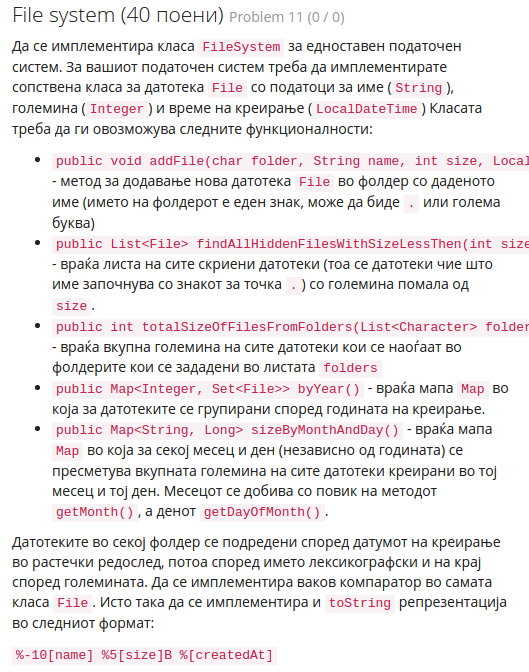 File system (40 поени) Problem 11 (0 / 0)
Да се имплементира класа FileSystem за едноставен податочен
систем. За вашиот податочен систем треба да имплементирате
сопствена класа за датотека File со податоци за име ( String ),
големина ( Integer ) и време на креирање ( LocalDateTime ) Класата
треба да ги овозможува следните функционалности:
• public void addFile(char folder, String name, int size, Local
- метод за додавање нова датотека File во фолдер со даденото
име (името на фолдерот е еден знак, може да биде . или голема
буква)
• public List<File> findAllHiddenFilesWithSizeLessThen(int size
- враќа листа на сите скриени датотеки (тоа се датотеки чие што
име започнува со знакот за точка . ) со големина помала од
size .
• public int totalSizeOfFilesFromFolders(List<Character> folder
- враќа вкупна големина на сите датотеки кои се наоѓаат во
фолдерите кои се зададени во листата folders
• public Map<Integer, Set<File>> byYear() - враќа мапа Map во
која за датотеките се групирани според годината на креирање.
• public Map<String, Long> sizeByMonthAndDay() - враќа мапа
Map во која за секој месец и ден (независно од годината) се
пресметува вкупната големина на сите датотеки креирани во тој
месец и тој ден. Месецот се добива со повик на методот
getMonth() , а денот getDayOfMonth() .
Датотеките во секој фолдер се подредени според датумот на креирање
во растечки редослед, потоа според името лексикографски и на крај
според големината. Да се имплементира ваков компаратор во самата
класа File . Исто така да се имплементира и toString репрезентација
во следниот формат:
%-10[name] %5[size]B %[createdAt]